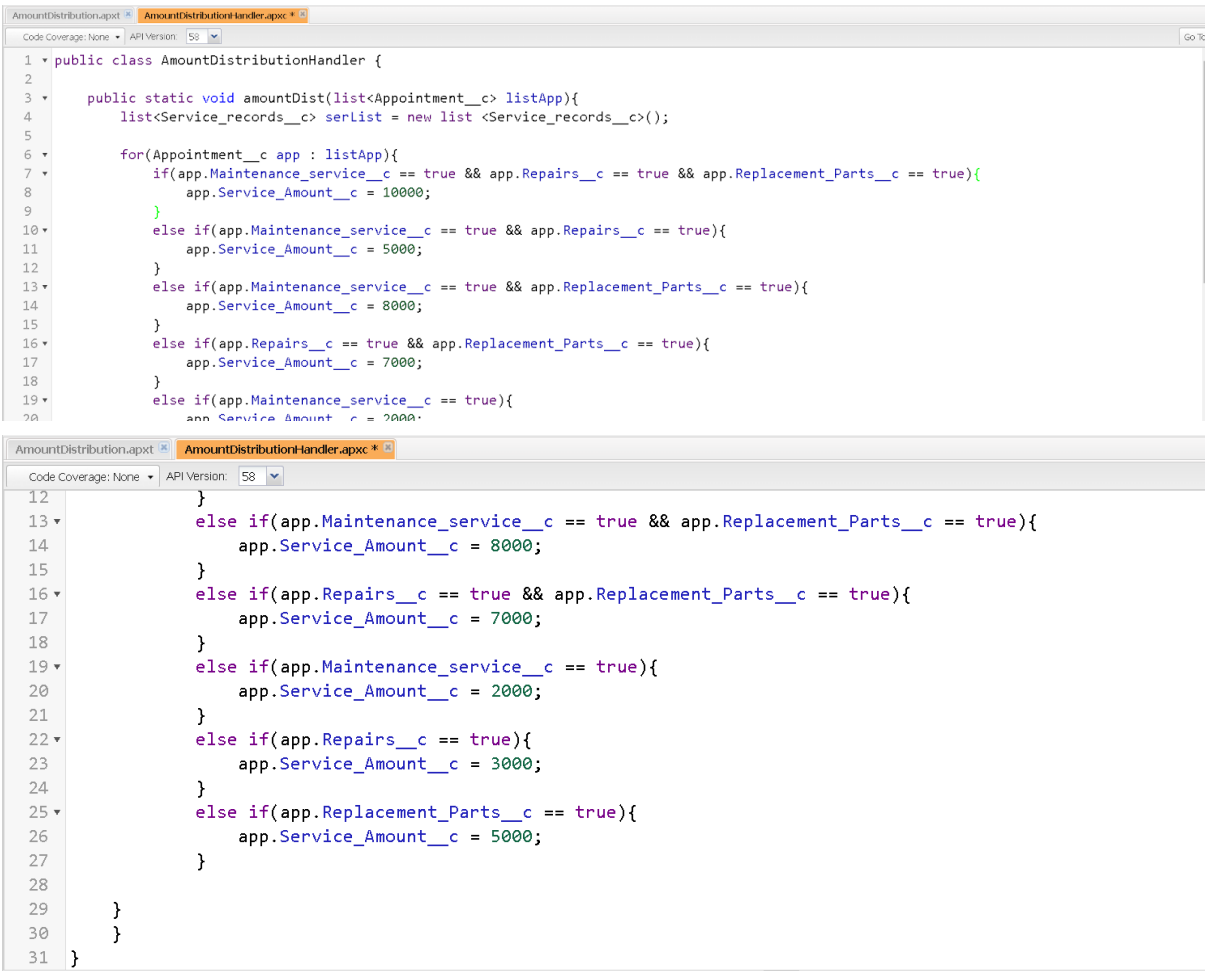 AmountDistribution.apxt AmountDistributionHandler.apxc *
Code Coverage: None API Version: 58 Go To
1 public class AmountDistributionHandler {
2
3 public static void amountDist(list<Appointment__c> listApp){
4 list<Service_records__c> serList = new list <Service_records__c>();
5
6 for(Appointment__c app : listApp){
7 if(app.Maintenance_service__c == true && app.Repairs__c == true && app.Replacement_Parts__c == true){
8 app.Service_Amount__c = 10000;
9 }
10 else if(app.Maintenance_service__c == true && app.Repairs__c == true){
11 app.Service_Amount__c = 5000;
12 }
13 else if(app.Maintenance_service__c == true && app.Replacement_Parts__c == true){
14 app.Service_Amount__c = 8000;
15 }
16 else if(app.Repairs__c == true && app.Replacement_Parts__c == true){
17 app.Service_Amount__c = 7000;
18 }
19 else if(app.Maintenance_service__c == true){
20 app.Service_Amount__c = 2000;
AmountDistribution.apxt AmountDistributionHandler.apxc *
Code Coverage: None API Version: 58
12 }
13 else if(app.Maintenance_service__c == true && app.Replacement_Parts__c == true){
14 app.Service_Amount__c = 8000;
15 }
16 else if(app.Repairs__c == true && app.Replacement_Parts__c == true){
17 app.Service_Amount__c = 7000;
18 }
19 else if(app.Maintenance_service__c == true){
20 app.Service_Amount__c = 2000;
21 }
22 else if(app.Repairs__c == true){
23 app.Service_Amount__c = 3000;
24 }
25 else if(app.Replacement_Parts__c == true){
26 app.Service_Amount__c = 5000;
27 }
28
29 }
30 }
31 }